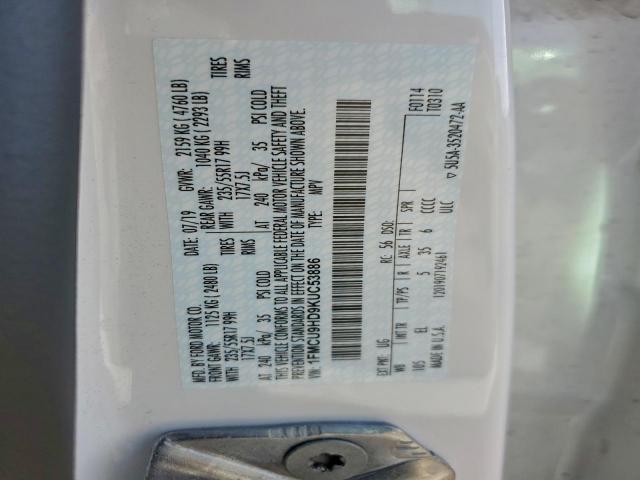 MFD. BY FORD MOTOR CO.
DATE: 07/19 GVWR: 2159 KG (4760 LB)
FRONT GAWR: 1125 KG (2480 LB) REAR GAWR: 1040 KG (2293 LB)
235/55R17 99H WITH TIRES 235/55R17 99H WITH TIRES
17X7.5J RIMS 17X7.5J RIMS
AT 240 kPa/ 35 PSI COLD AT 240 kPa/ 35 PSI COLD
THIS VEHICLE CONFORMS TO ALL APPLICABLE FEDERAL MOTOR VEHICLE SAFETY AND THEFT
PREVENTION STANDARDS IN EFFECT ON THE DATE OF MANUFACTURE SHOWN ABOVE.
VIN: 1FMCU9HD9KUC53886
TYPE: MPV
F0114
T0310
EXT PNT: UG RC: 56 DSO:
WB MTTR TP/PS R AXLE TR SPR
105 EL 5 35 6 CCCC
MADE IN U.S.A. 1201907192461 ULC
▽ 5U5A-3520472-AA